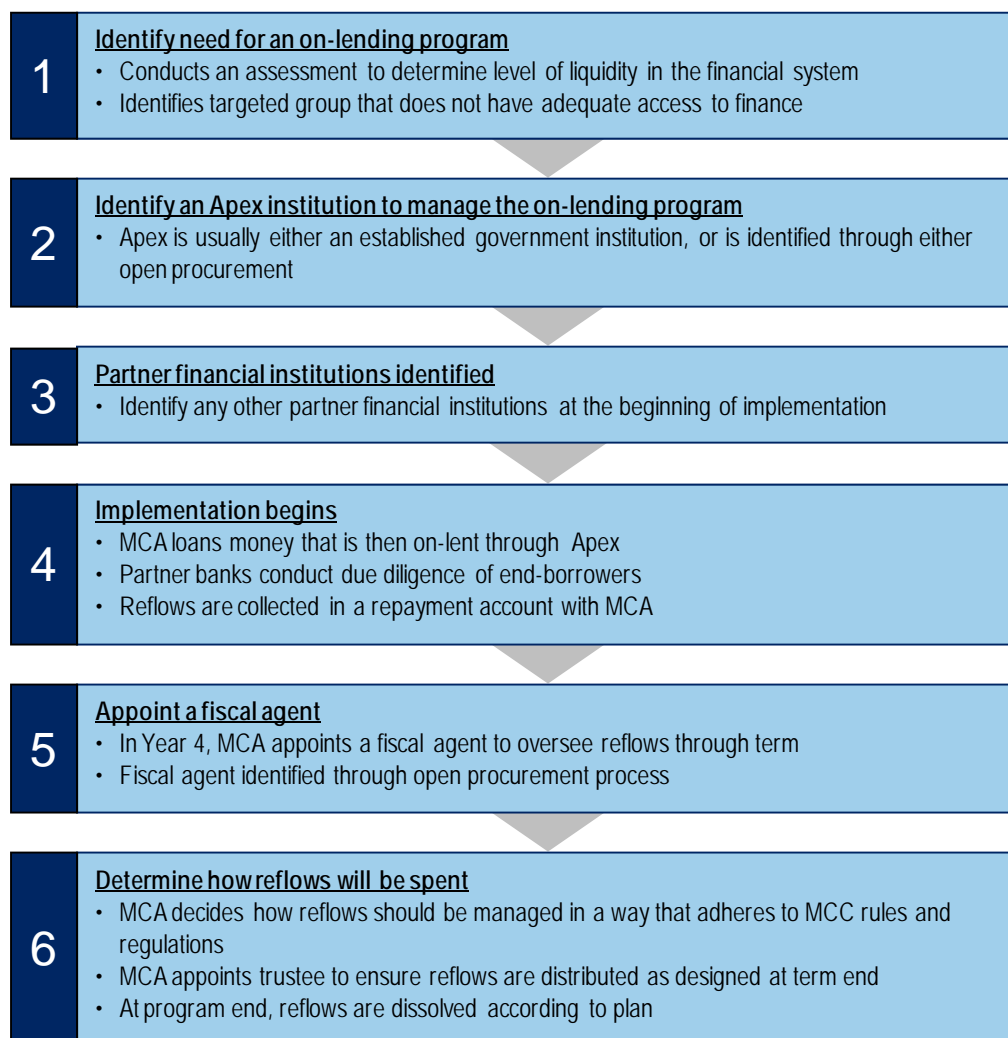 1
Identify need for an on-lending program
• Conducts an assessment to determine level of liquidity in the financial system
• Identifies targeted group that does not have adequate access to finance
2
Identify an Apex institution to manage the on-lending program
• Apex is usually either an established government institution, or is identified through either
open procurement
3
Partner financial institutions identified
• Identify any other partner financial institutions at the beginning of implementation
4
Implementation begins
• MCA loans money that is then on-lent through Apex
• Partner banks conduct due diligence of end-borrowers
• Reflows are collected in a repayment account with MCA
5
Appoint a fiscal agent
• In Year 4, MCA appoints a fiscal agent to oversee reflows through term
• Fiscal agent identified through open procurement process
6
Determine how reflows will be spent
• MCA decides how reflows should be managed in a way that adheres to MCC rules and
regulations
• MCA appoints trustee to ensure reflows are distributed as designed at term end
• At program end, reflows are dissolved according to plan